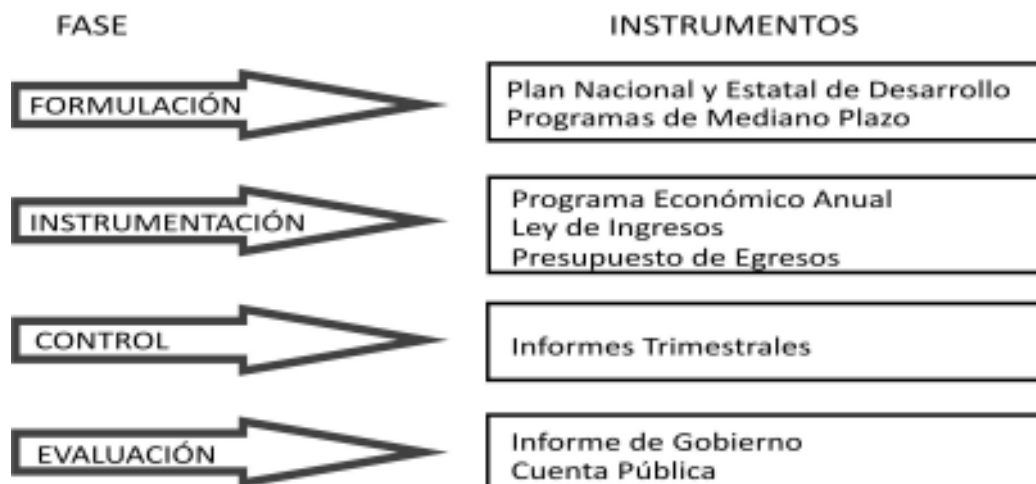 FASE INSTRUMENTOS
FORMULACIÓN
Plan Nacional y Estatal de Desarrollo
Programas de Mediano Plazo
INSTRUMENTACIÓN
Programa Económico Anual
Ley de Ingresos
Presupuesto de Egresos
CONTROL
Informes Trimestrales
EVALUACIÓN
Informe de Gobierno
Cuenta Pública